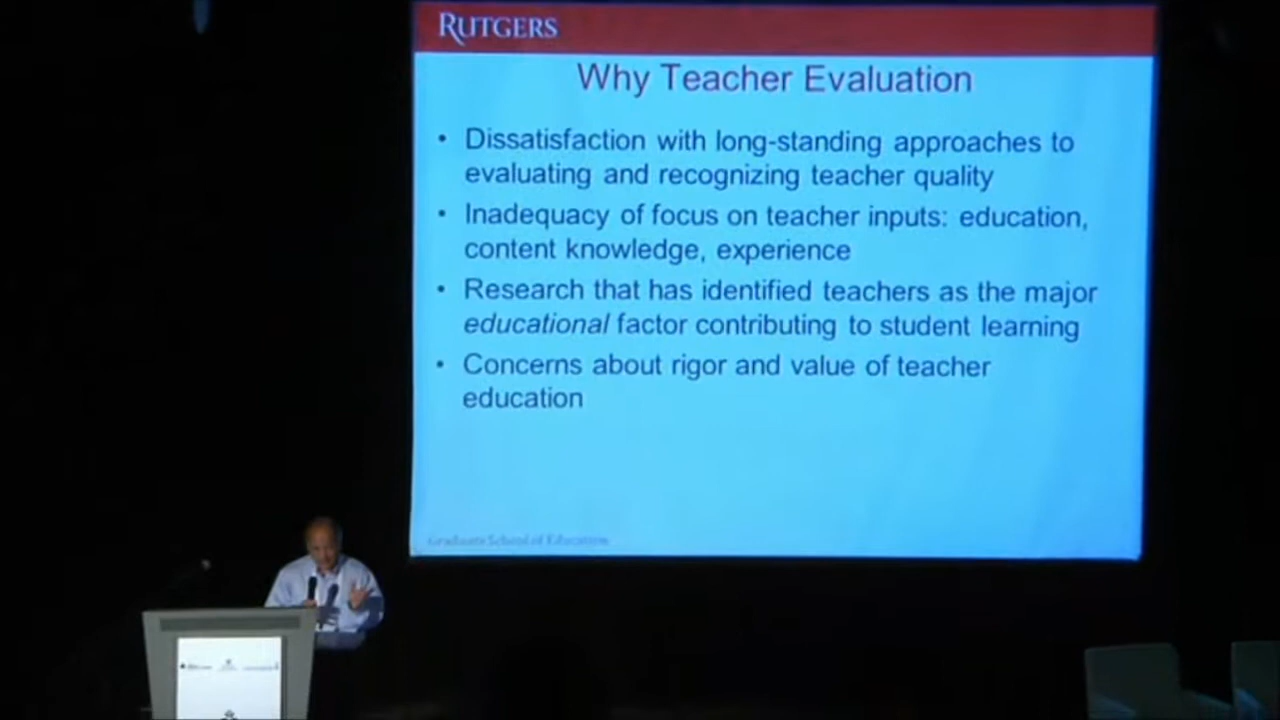 RUTGERS
Why Teacher Evaluation
• Dissatisfaction with long-standing approaches to
evaluating and recognizing teacher quality
• Inadequacy of focus on teacher inputs: education,
content knowledge, experience
• Research that has identified teachers as the major
educational factor contributing to student learning
• Concerns about rigor and value of teacher
education
Graduate School of Education